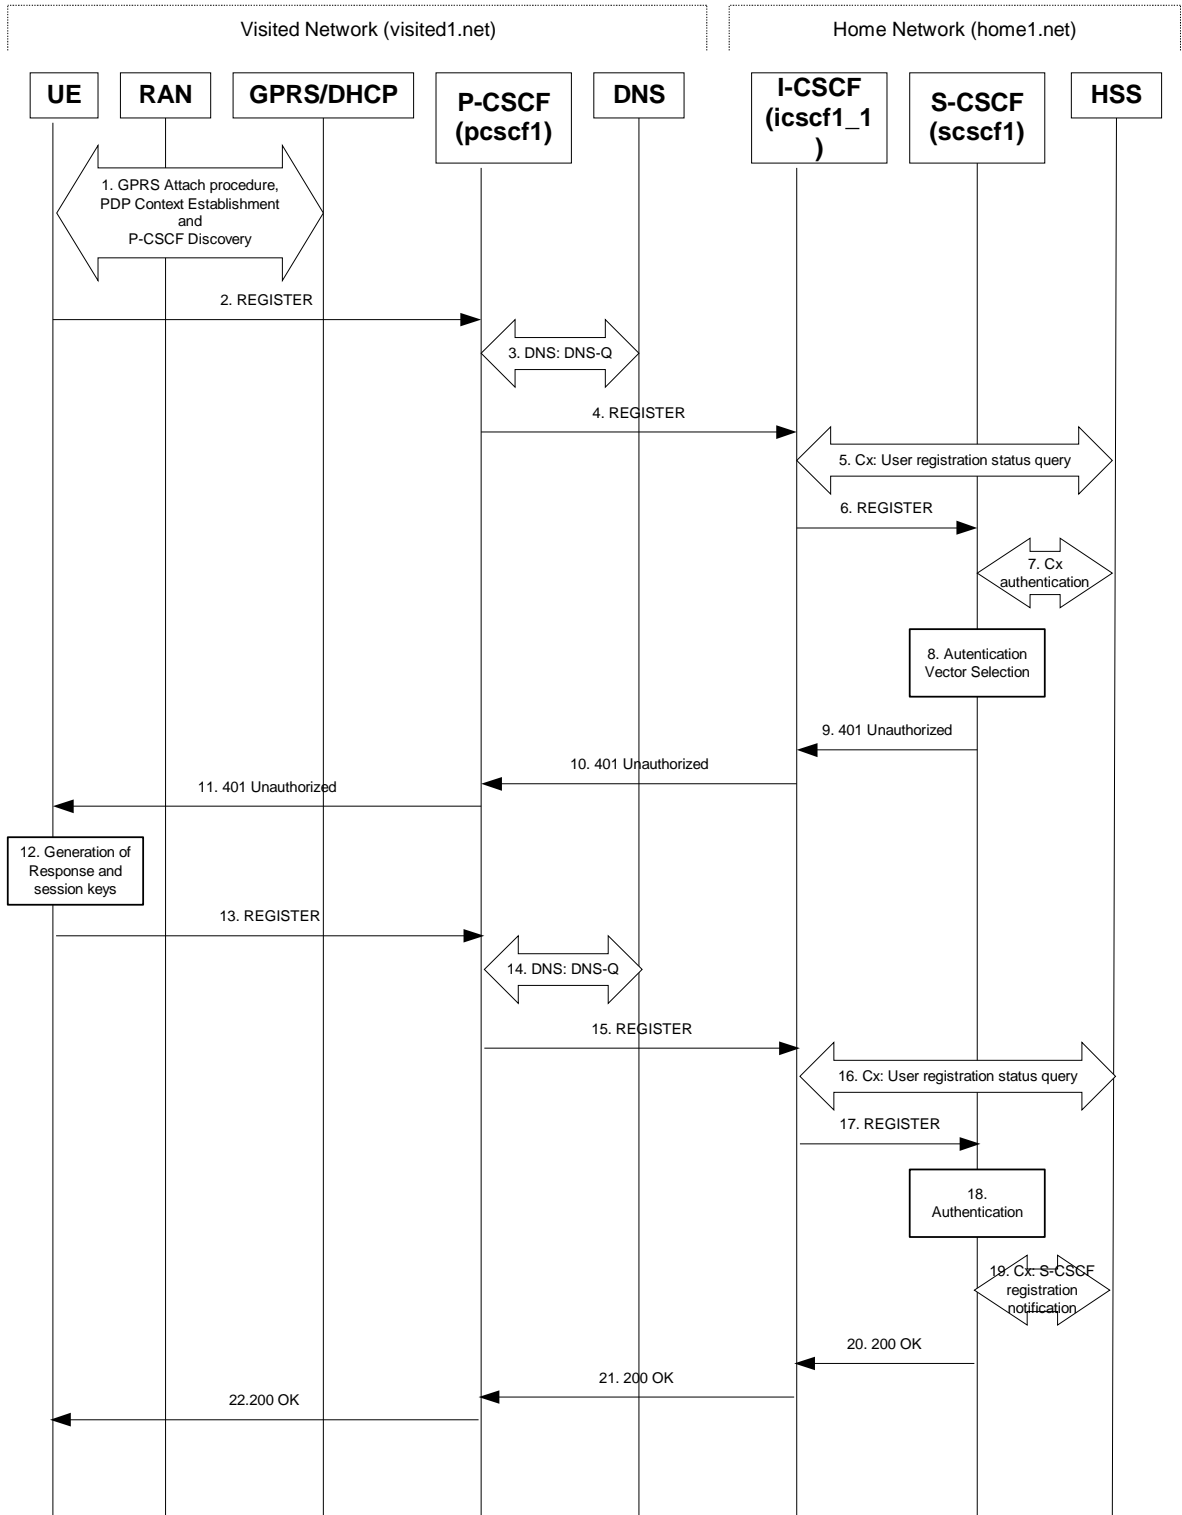 Visited Network (visited1.net)
Home Network (home1.net)
UE
RAN
GPRS/DHCP
P-CSCF
(pcscf1)
DNS
I-CSCF
(icscf1_1
)
S-CSCF
(scscf1)
HSS
1. GPRS Attach procedure,
PDP Context Establishment
and
P-CSCF Discovery
2. REGISTER
3. DNS: DNS-Q
4. REGISTER
5. Cx: User registration status query
6. REGISTER
7. Cx
authentication
8. Autentication
Vector Selection
9. 401 Unauthorized
10. 401 Unauthorized
11. 401 Unauthorized
12. Generation of
Response and
session keys
13. REGISTER
14. DNS: DNS-Q
15. REGISTER
16. Cx: User registration status query
17. REGISTER
18.
Authentication
19. Cx: S-CSCF
registration
notification
20. 200 OK
21. 200 OK
22.200 OK